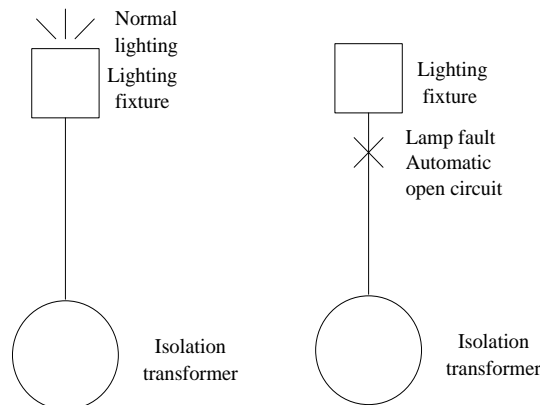 Normal
lighting
Lighting
fixture
Isolation
transformer
Lighting
fixture
Lamp fault
Automatic
open circuit
Isolation
transformer